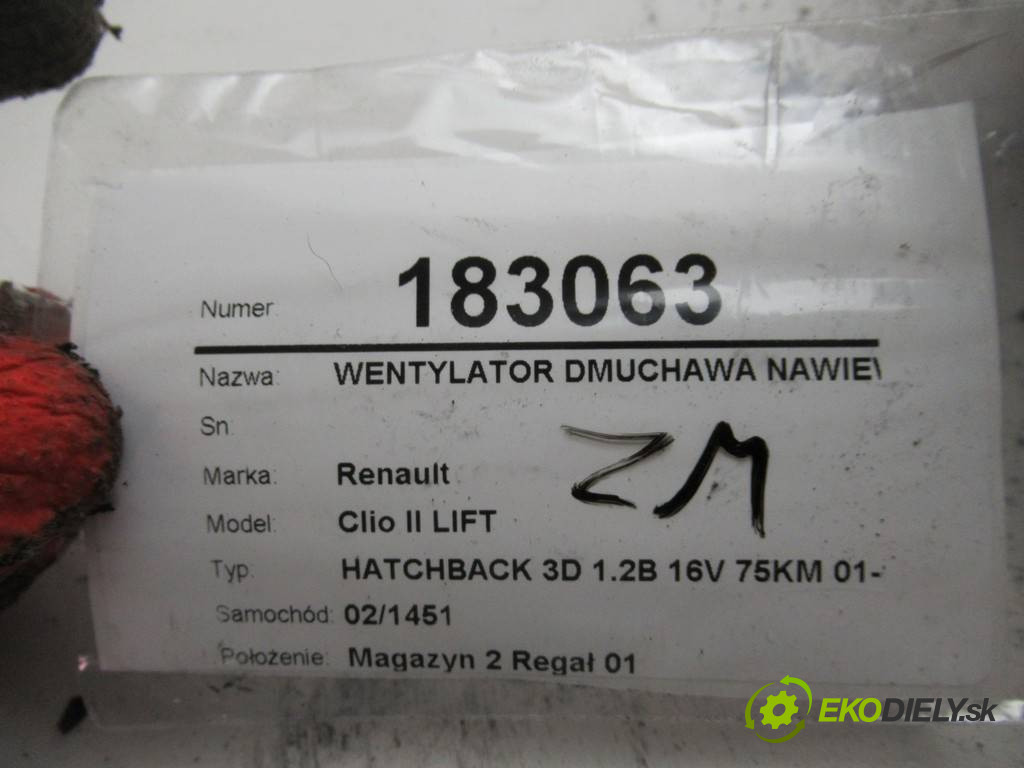 Numer 183063
Nazwa: WENTYLATOR DMUCHAWA NAWIE
Sn
Marka: Renault
Model: Clio II LIFT
ZM
Typ: HATCHBACK 3D 1.2B 16V 75KM 01-
Samochód: 02/1451
Położenie: Magazyn 2 Regał 01
EKODIELY.sk